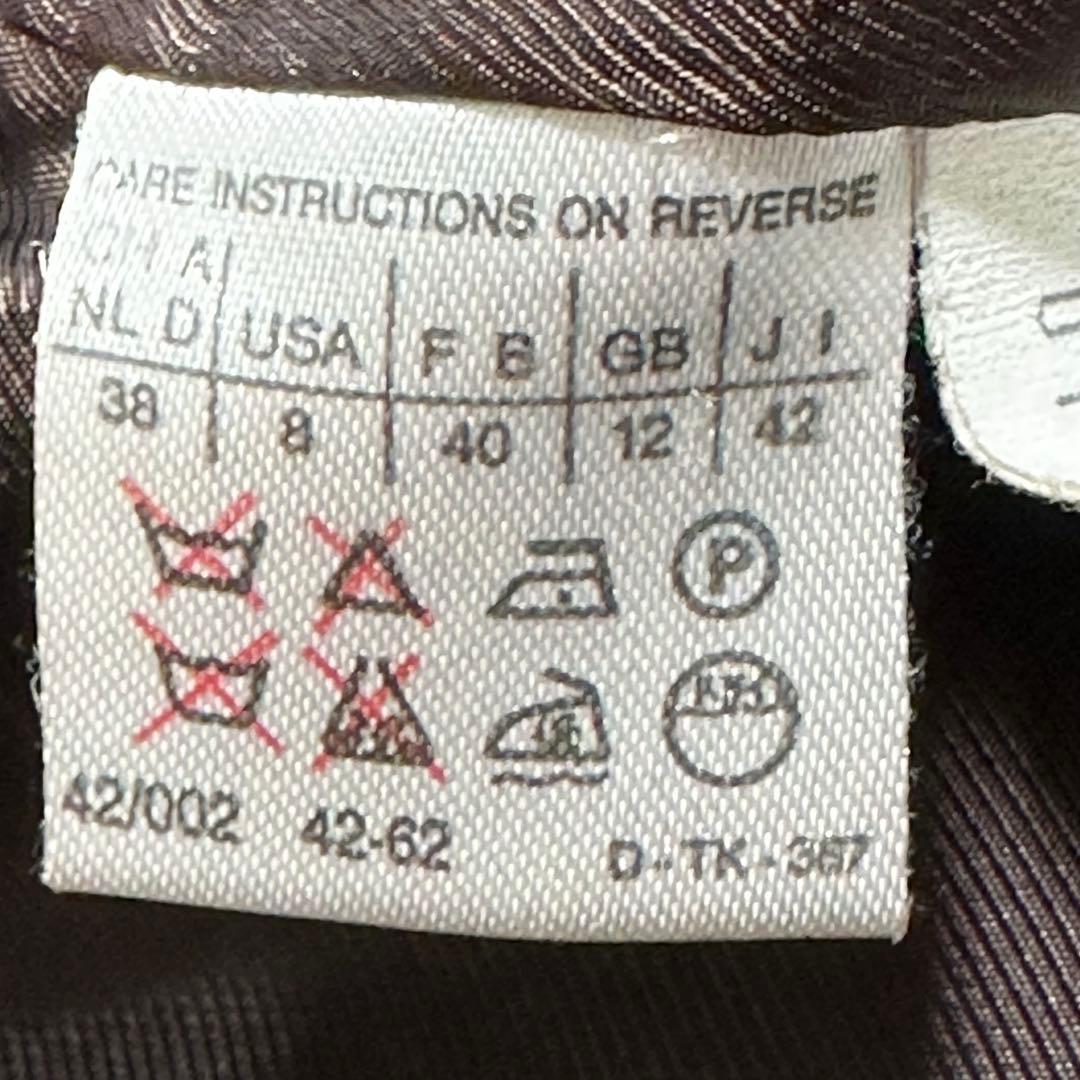 CARE INSTRUCTIONS ON REVERSE
CH A
NL D USA F B GB J I
38 8 40 12 42
P
42/002 42-62 D-TK-367